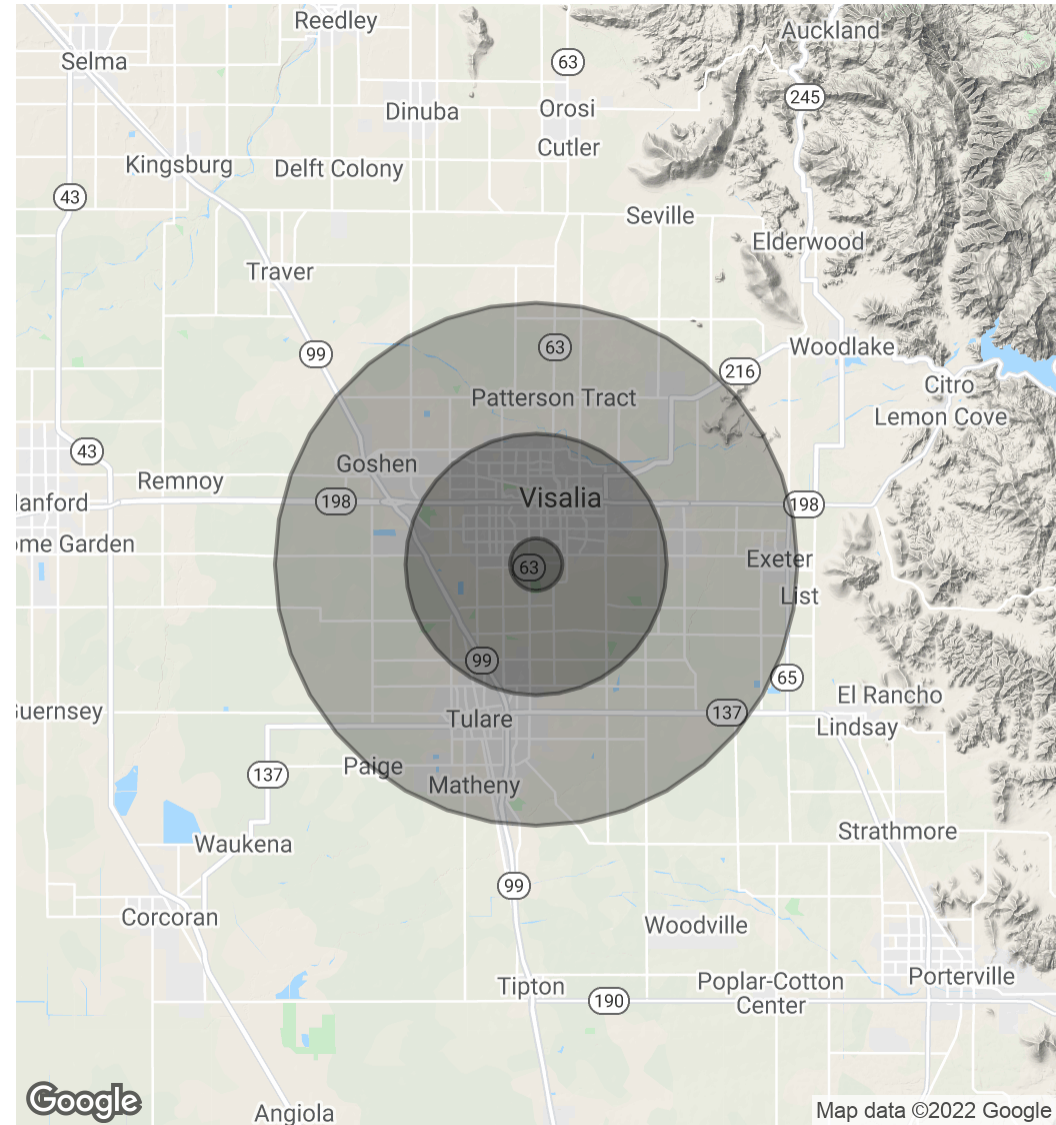 Reedley
Auckland
Selma
63
245
Dinuba
Orosi
Cutler
Kingsburg
Delft Colony
43
Seville
Elderwood
Traver
99
63
Woodlake
216
Citro
Patterson Tract
Lemon Cove
43
Goshen
Remnoy
198
Visalia
198
lanford
ome Garden
Exeter
63
List
99
65
El Rancho
Guernsey
137
Lindsay
Tulare
Paige
137
Matheny
Strathmore
Waukena
99
Corcoran
Woodville
Tipton
Poplar-Cotton
Center
Porterville
190
Google
Angiola
Map data ©2022 Google